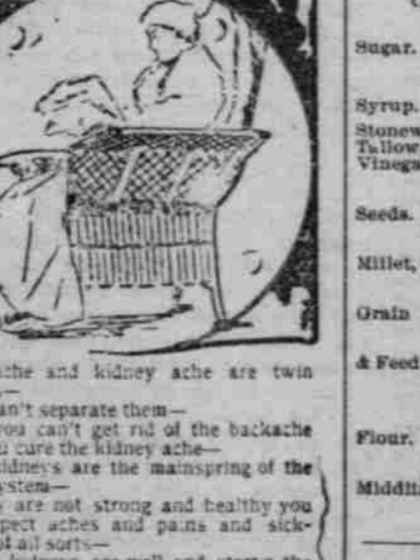 ache and kidney ache are twin
an't separate them—
you can't get rid of the backache
u cure the kidney ache—
kidneys are the mainspring of the
ystem—
are not strong and healthy you
pect aches and pains and sick-
of all sorts—
Sugar.
Syrup.
Stonew
Tallow
Vinega
Seeds.
Millet,
Grain
& Feed
Flour.
Middli